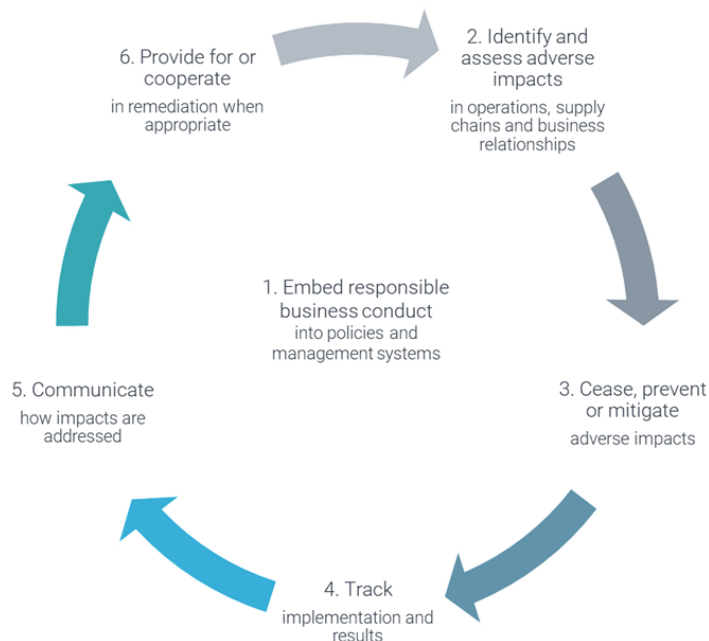 6. Provide for or
cooperate
in remediation when
appropriate
2. Identify and
assess adverse
impacts
in operations, supply
chains and business
relationships
1. Embed responsible
business conduct
into policies and
management systems
5. Communicate
how impacts are
addressed
3. Cease, prevent
or mitigate
adverse impacts
4. Track
implementation and
results